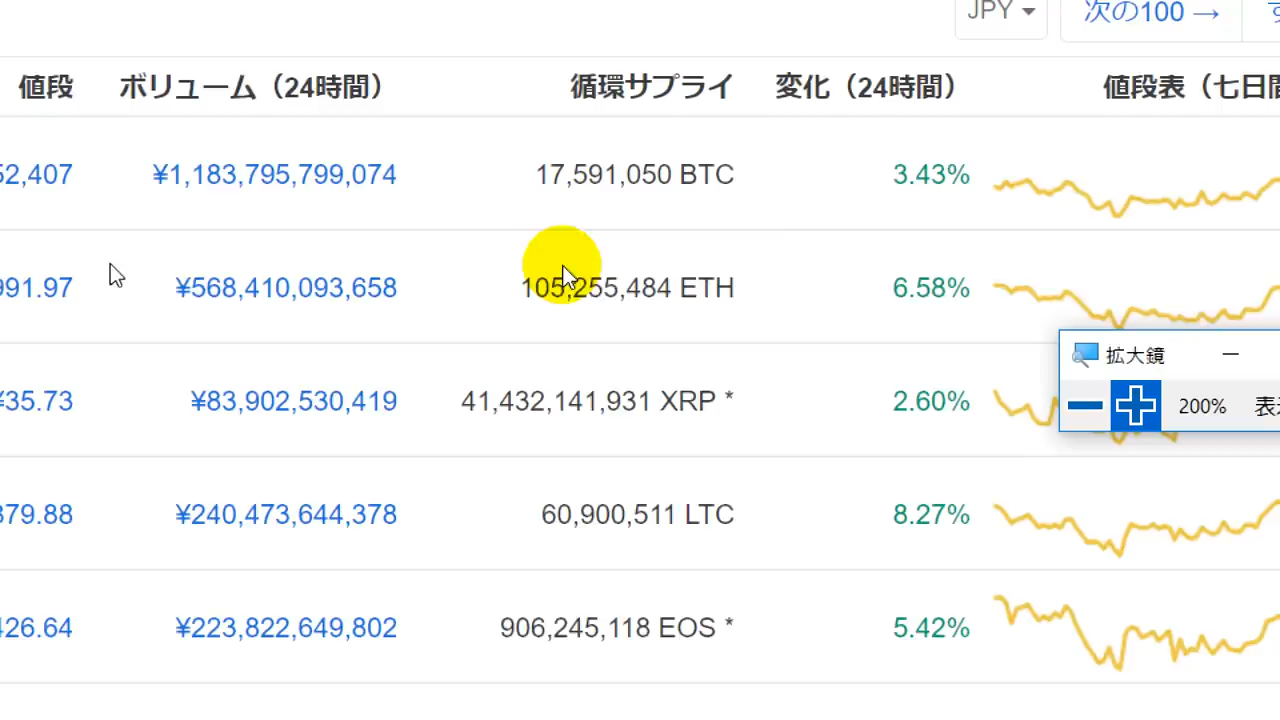 JPY 次の100 →
値段 ボリューム（24時間） 循環サプライ 変化（24時間） 値段表（七日間
52,407 ¥1,183,795,799,074 17,591,050 BTC 3.43%
991.97 ¥568,410,093,658 105,255,484 ETH 6.58%
¥35.73 ¥83,902,530,419 41,432,141,931 XRP * 2.60%
拡大鏡
200% 表示
379.88 ¥240,473,644,378 60,900,511 LTC 8.27%
426.64 ¥223,822,649,802 906,245,118 EOS * 5.42%